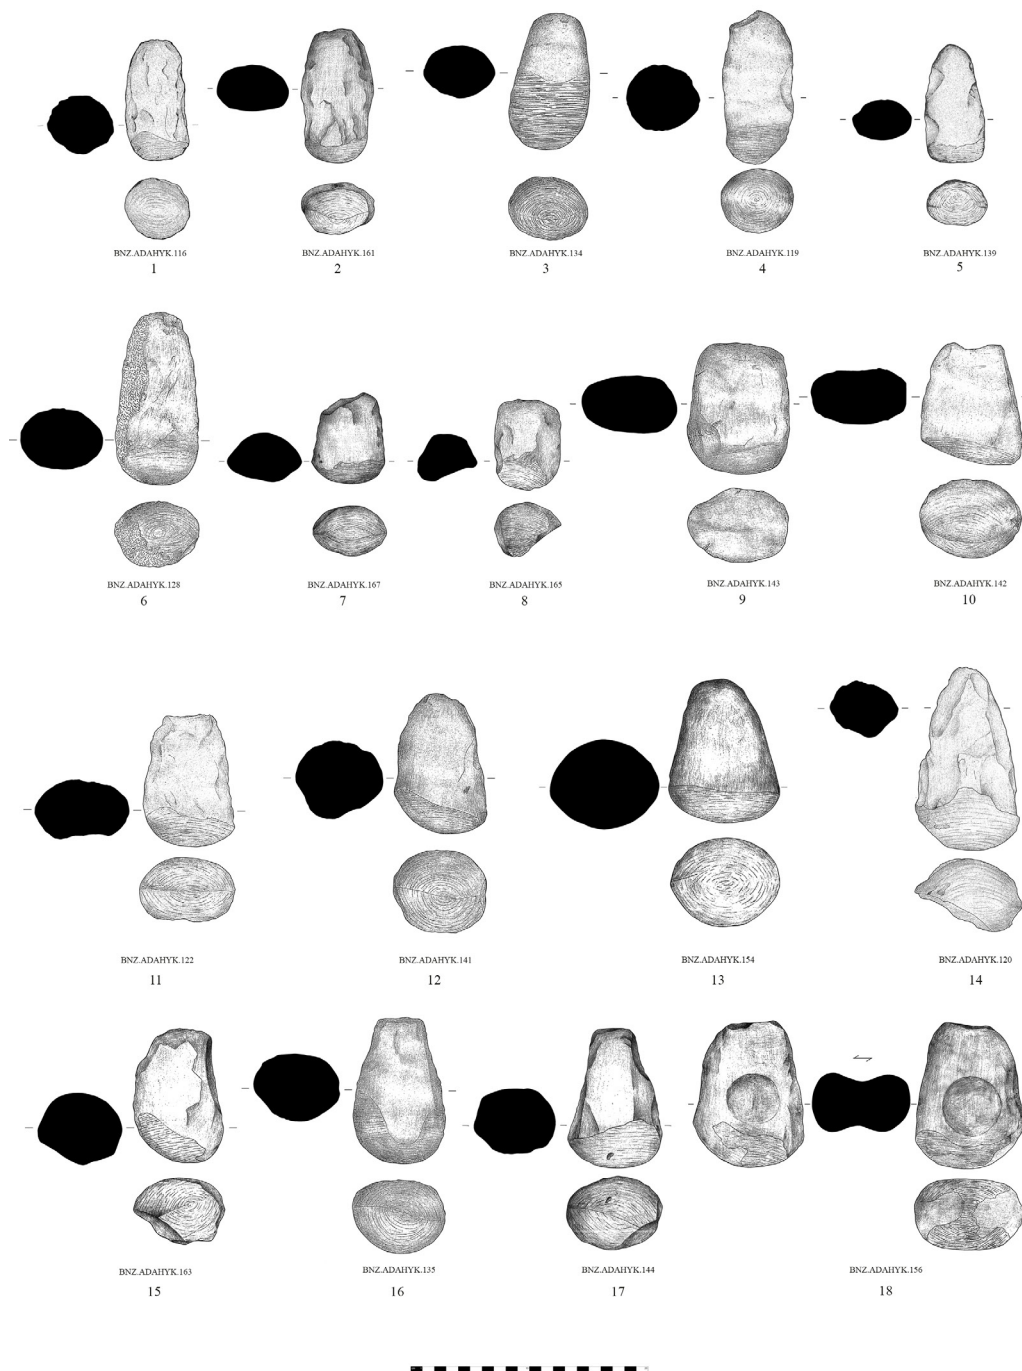 BNZ.ADAHYK.116 BNZ.ADAHYK.161 BNZ.ADAHYK.134 BNZ.ADAHYK.119 BNZ.ADAHYK.139
1 2 3 4 5
BNZ.ADAHYK.128 BNZ.ADAHYK.167 BNZ.ADAHYK.165 BNZ.ADAHYK.143 BNZ.ADAHYK.142
6 7 8 9 10
BNZ.ADAHYK.122 BNZ.ADAHYK.141 BNZ.ADAHYK.154 BNZ.ADAHYK.120
11 12 13 14
BNZ.ADAHYK.163 BNZ.ADAHYK.135 BNZ.ADAHYK.144 BNZ.ADAHYK.156
15 16 17 18